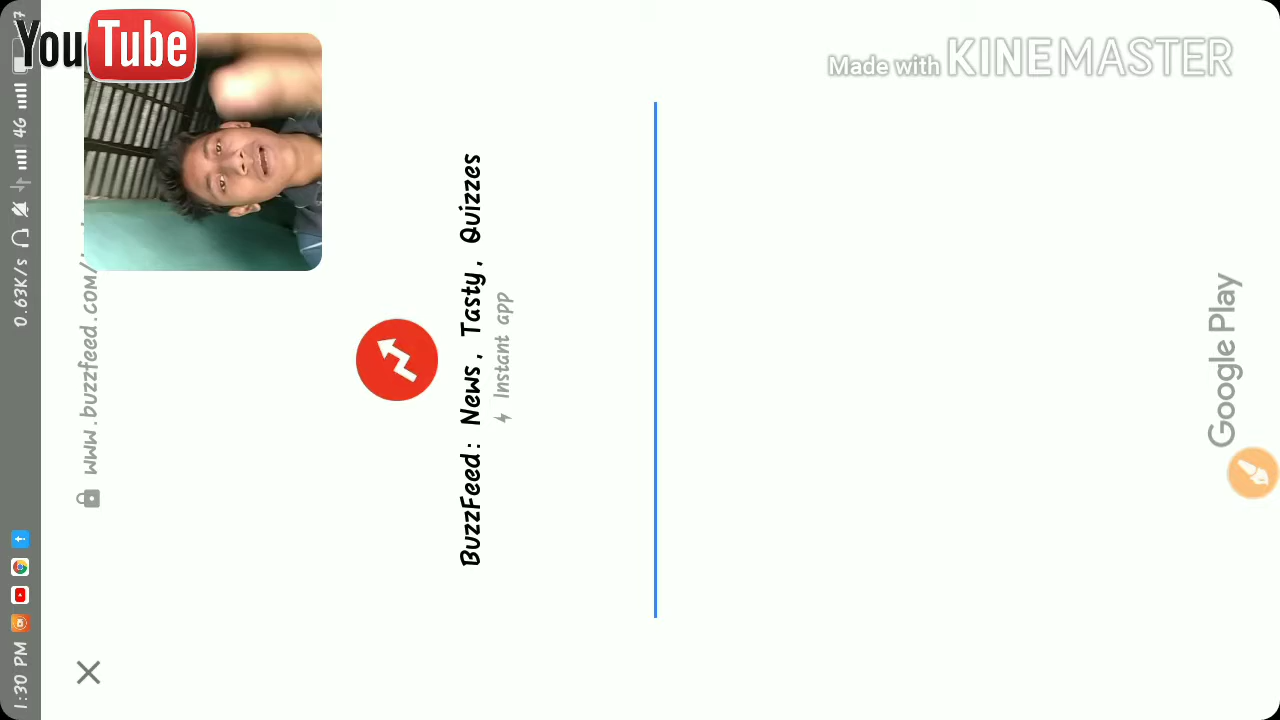 YouTube
Made with KINEMASTER
1:30 PM
0.63K/s
4G
www.buzzfeed.com/
BuzzFeed: News, Tasty, Quizzes
Instant app
Google Play